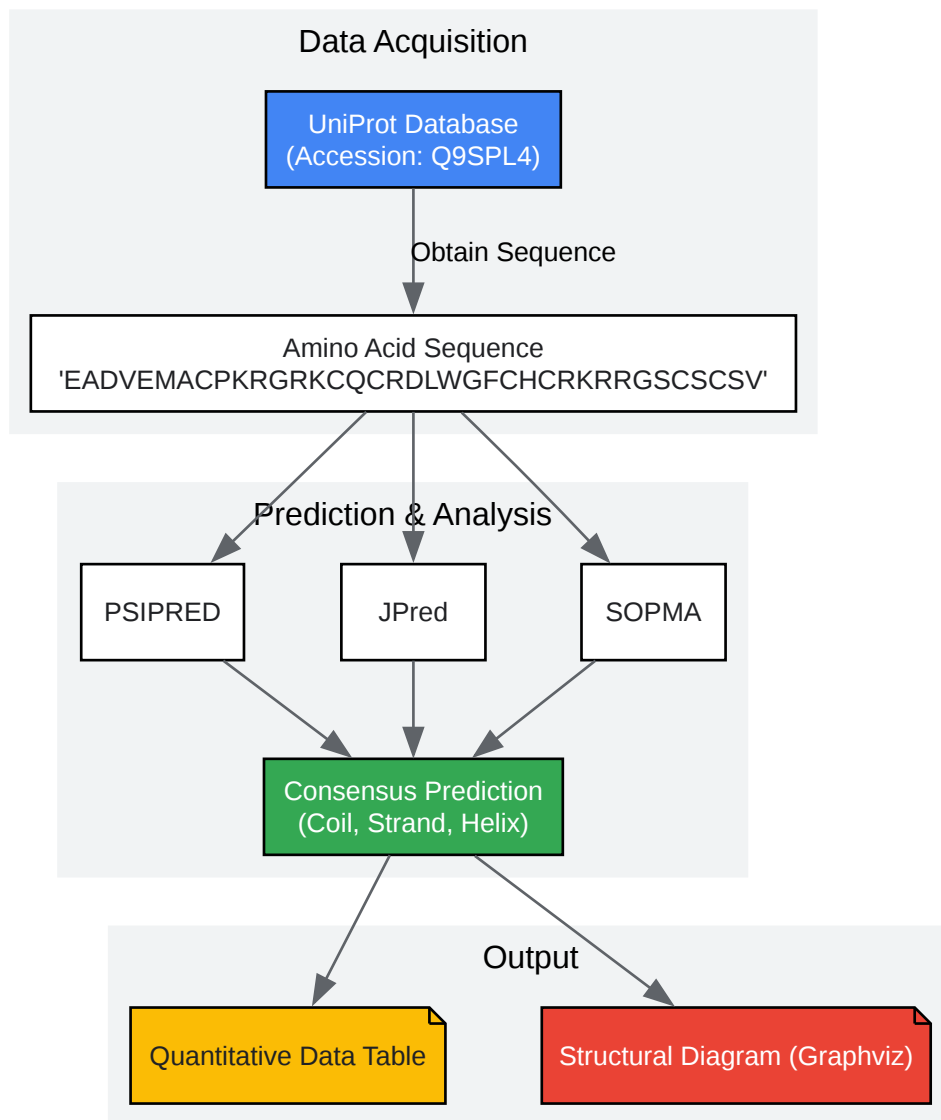 Data Acquisition
UniProt Database
(Accession: Q9SPL4)
Obtain Sequence
Amino Acid Sequence
'EADVEMACPKRGRKCQCRDLWGFCHCRKRRGSCSCSV'
Prediction & Analysis
PSIPRED
JPred
SOPMA
Consensus Prediction
(Coil, Strand, Helix)
Output
Quantitative Data Table
Structural Diagram (Graphviz)